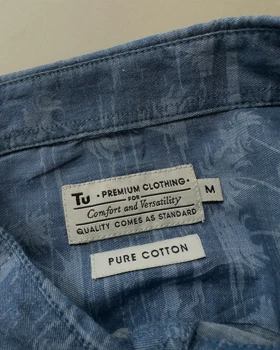 Tu • PREMIUM CLOTHING •
FOR
Comfort and Versatility
QUALITY COMES AS STANDARD
M
PURE COTTON